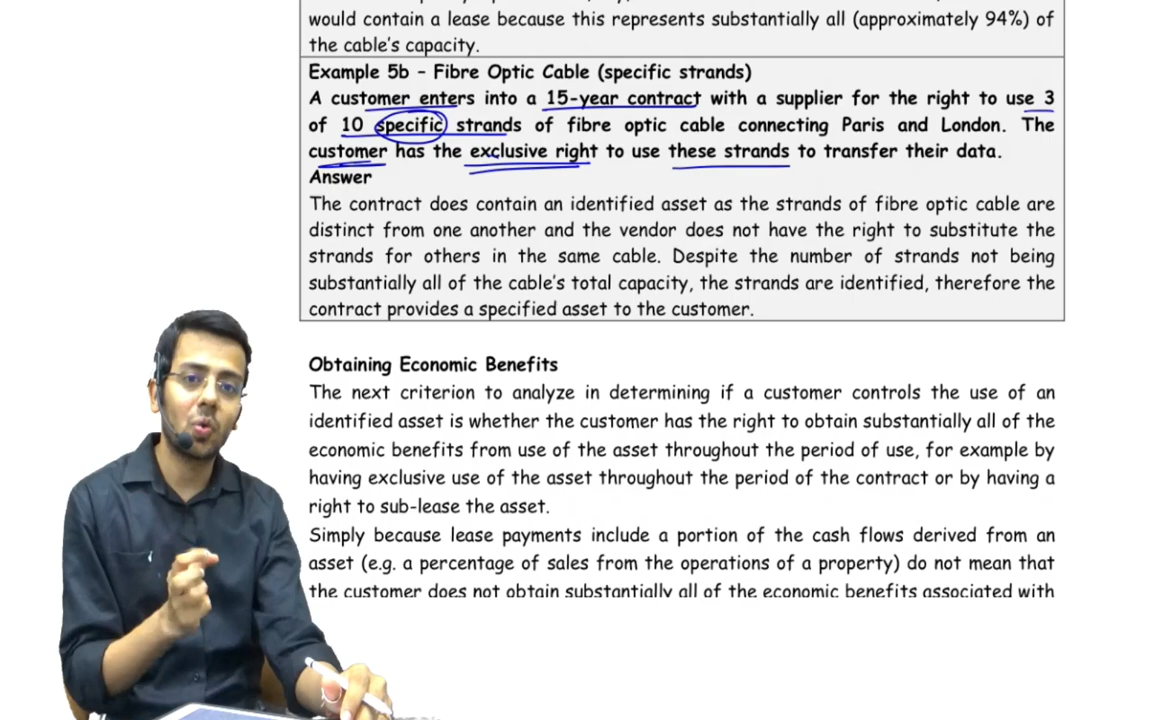 would contain a lease because this represents substantially all (approximately 94%) of
the cable's capacity.
Example 5b – Fibre Optic Cable (specific strands)
A customer enters into a 15-year contract with a supplier for the right to use 3
of 10 specific strands of fibre optic cable connecting Paris and London. The
customer has the exclusive right to use these strands to transfer their data.
Answer
The contract does contain an identified asset as the strands of fibre optic cable are
distinct from one another and the vendor does not have the right to substitute the
strands for others in the same cable. Despite the number of strands not being
substantially all of the cable's total capacity, the strands are identified, therefore the
contract provides a specified asset to the customer.
Obtaining Economic Benefits
The next criterion to analyze in determining if a customer controls the use of an
identified asset is whether the customer has the right to obtain substantially all of the
economic benefits from use of the asset throughout the period of use, for example by
having exclusive use of the asset throughout the period of the contract or by having a
right to sub-lease the asset.
Simply because lease payments include a portion of the cash flows derived from an
asset (e.g. a percentage of sales from the operations of a property) do not mean that
the customer does not obtain substantially all of the economic benefits associated with